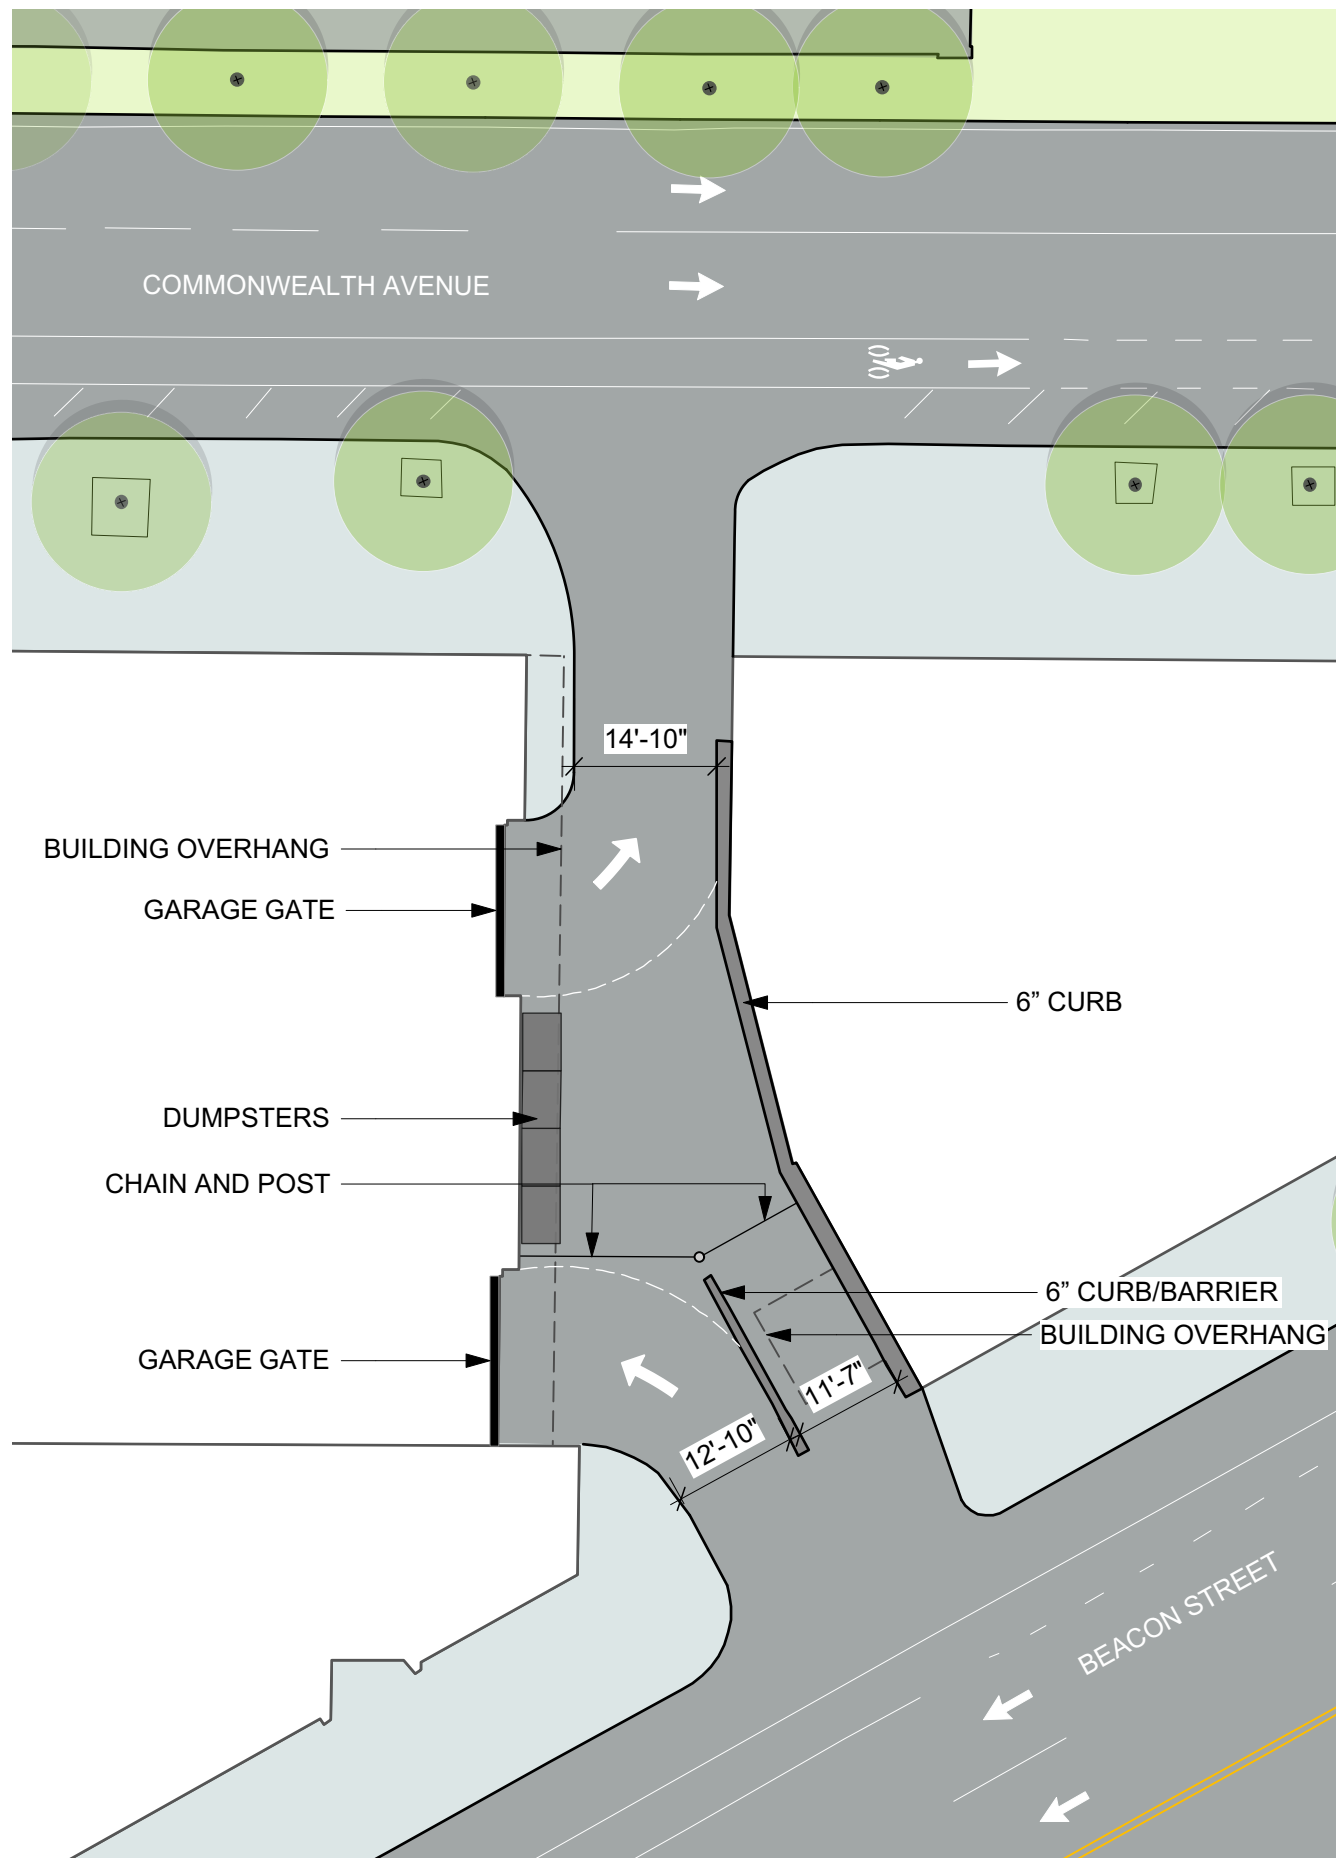 COMMONWEALTH AVENUE
14'-10"
BUILDING OVERHANG
GARAGE GATE
6” CURB
DUMPSTERS
CHAIN AND POST
6” CURB/BARRIER
BUILDING OVERHANG
GARAGE GATE
11'-7"
12'-10"
BEACON STREET